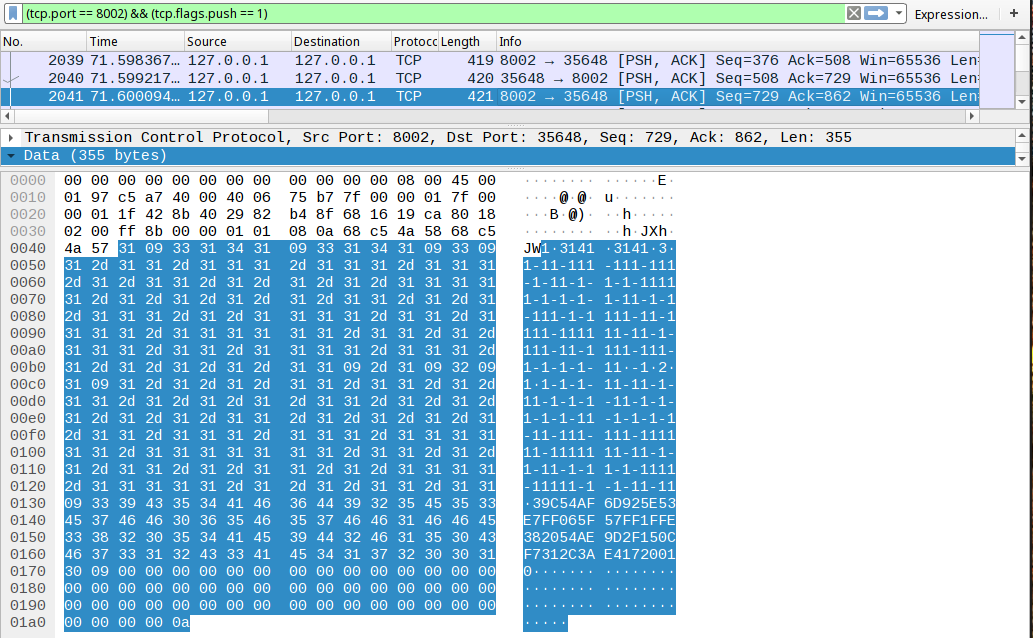 (tcp.port == 8002) && (tcp.flags.push == 1)
Expression...
+
No. Time Source Destination Protocc Length Info
2039 71.598367… 127.0.0.1 127.0.0.1 TCP 419 8002 → 35648 [PSH, ACK] Seq=376 Ack=508 Win=65536 Len=
2040 71.599217… 127.0.0.1 127.0.0.1 TCP 420 35648 → 8002 [PSH, ACK] Seq=508 Ack=729 Win=65536 Len=
2041 71.600094… 127.0.0.1 127.0.0.1 TCP 421 8002 → 35648 [PSH, ACK] Seq=729 Ack=862 Win=65536 Len=
Transmission Control Protocol, Src Port: 8002, Dst Port: 35648, Seq: 729, Ack: 862, Len: 355
Data (355 bytes)
0000 00 00 00 00 00 00 00 00 00 00 00 00 08 00 45 00 ········ ······E·
0010 01 97 c5 a7 40 00 40 06 75 b7 7f 00 00 01 7f 00 ····@·@· u·······
0020 00 01 1f 42 8b 40 29 82 b4 8f 68 16 19 ca 80 18 ···B·@)· ··h·····
0030 02 00 ff 8b 00 00 01 01 08 0a 68 c5 4a 58 68 c5 ········ ··h·JXh·
0040 4a 57 31 09 33 31 34 31 09 33 31 34 31 09 33 09 JW1·3141 ·3141·3·
0050 31 2d 31 31 2d 31 31 31 2d 31 31 31 2d 31 31 31 1-11-111 -111-111
0060 2d 31 2d 31 31 2d 31 2d 31 2d 31 2d 31 31 31 31 -1-11-1- 1-1-1111
0070 31 2d 31 2d 31 2d 31 2d 31 2d 31 31 2d 31 2d 31 1-1-1-1- 1-11-1-1
0080 2d 31 31 31 2d 31 2d 31 31 31 31 2d 31 31 2d 31 -111-1-1 111-11-1
0090 31 31 31 2d 31 31 31 31 31 31 2d 31 31 2d 31 2d 111-1111 11-11-1-
00a0 31 31 31 2d 31 31 2d 31 31 31 31 2d 31 31 31 2d 111-11-1 111-111-
00b0 31 2d 31 2d 31 2d 31 2d 31 31 09 2d 31 09 32 09 1-1-1-1- 11·-1·2·
00c0 31 09 31 2d 31 2d 31 2d 31 31 2d 31 31 2d 31 2d 1·1-1-1- 11-11-1-
00d0 31 31 2d 31 2d 31 2d 31 2d 31 31 2d 31 2d 31 2d 11-1-1-1 -11-1-1-
00e0 31 2d 31 2d 31 2d 31 31 2d 31 2d 31 2d 31 2d 31 1-1-1-11 -1-1-1-1
00f0 2d 31 31 2d 31 31 31 2d 31 31 31 2d 31 31 31 31 -11-111- 111-1111
0100 31 31 2d 31 31 31 31 31 31 31 2d 31 31 2d 31 2d 11-11111 11-11-1-
0110 31 2d 31 31 2d 31 2d 31 31 2d 31 2d 31 31 31 31 1-11-1-1 1-1-1111
0120 2d 31 31 31 31 31 2d 31 2d 31 2d 31 31 2d 31 31 -11111-1 -1-11-11
0130 09 33 39 43 35 34 41 46 36 44 39 32 35 45 35 33 ·39C54AF 6D925E53
0140 45 37 46 46 30 36 35 46 35 37 46 46 31 46 46 45 E7FF065F 57FF1FFE
0150 33 38 32 30 35 34 41 45 39 44 32 46 31 35 30 43 382054AE 9D2F150C
0160 46 37 33 31 32 43 33 41 45 34 31 37 32 30 30 31 F7312C3A E4172001
0170 30 09 00 00 00 00 00 00 00 00 00 00 00 00 00 00 0······· ········
0180 00 00 00 00 00 00 00 00 00 00 00 00 00 00 00 00 ········ ········
0190 00 00 00 00 00 00 00 00 00 00 00 00 00 00 00 00 ········ ········
01a0 00 00 00 00 0a ·····